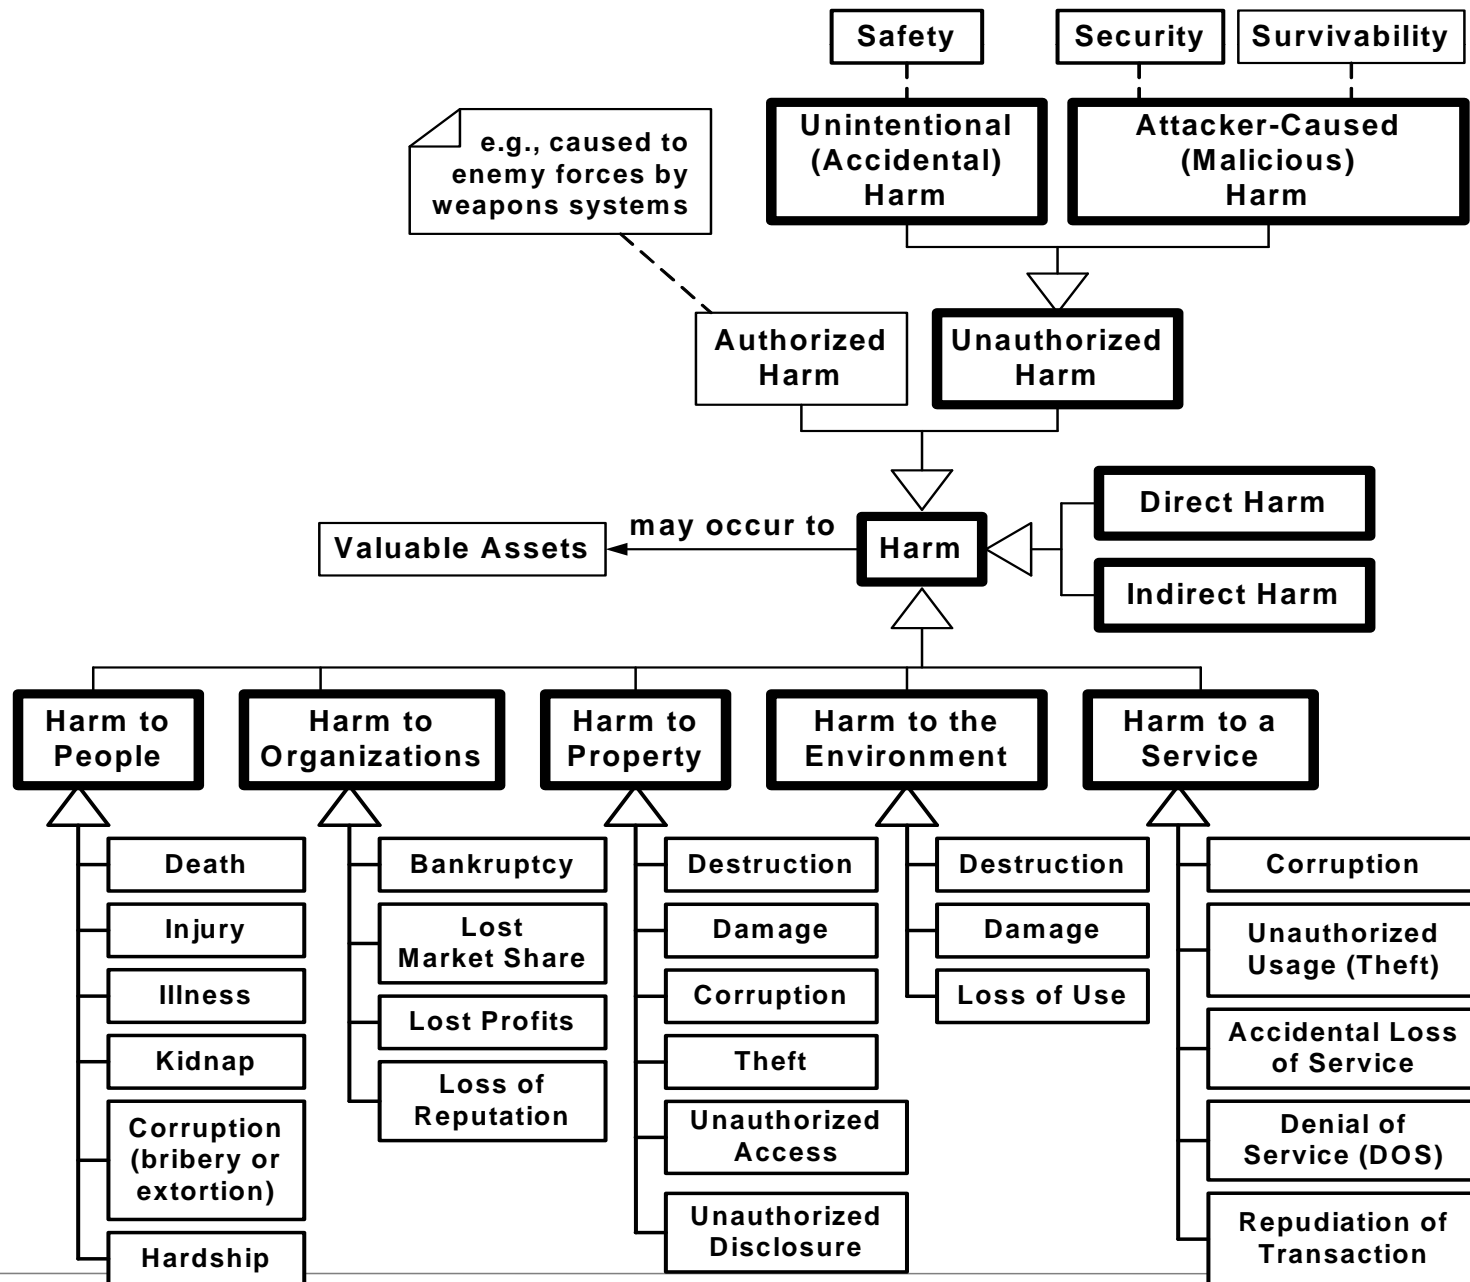 Safety
Security
Survivability
Unintentional
(Accidental)
Harm
Attacker-Caused
(Malicious)
Harm
e.g., caused to
enemy forces by
weapons systems
Authorized
Harm
Unauthorized
Harm
Valuable Assets
may occur to
Harm
Direct Harm
Indirect Harm
Harm to
People
Harm to
Organizations
Harm to
Property
Harm to the
Environment
Harm to a
Service
Death
Injury
Illness
Kidnap
Corruption
(bribery or
extortion)
Hardship
Bankruptcy
Lost
Market Share
Lost Profits
Loss of
Reputation
Destruction
Damage
Corruption
Theft
Unauthorized
Access
Unauthorized
Disclosure
Destruction
Damage
Loss of Use
Corruption
Unauthorized
Usage (Theft)
Accidental Loss
of Service
Denial of
Service (DOS)
Repudiation of
Transaction